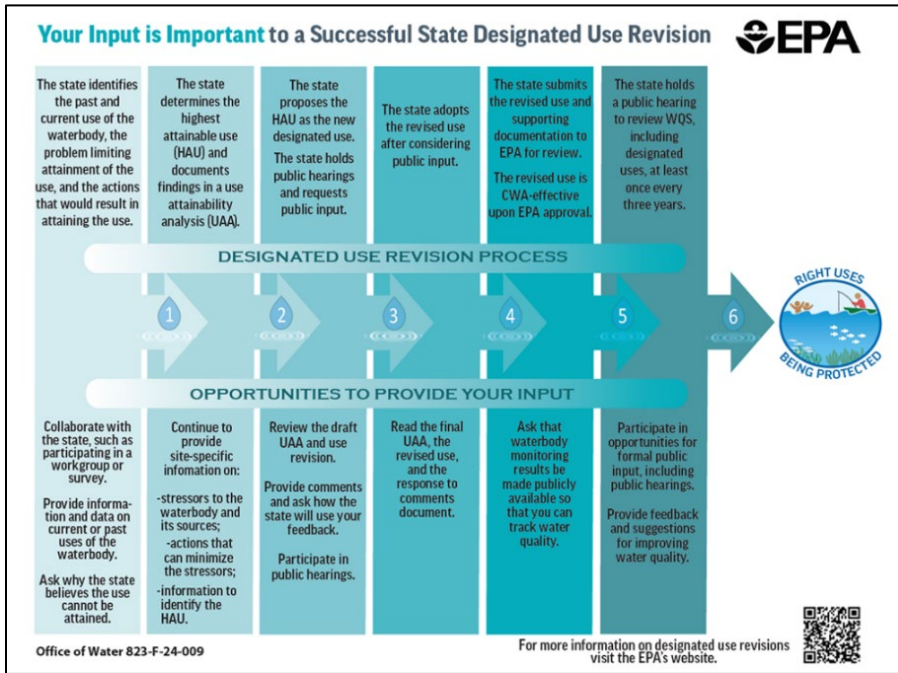 Your Input is Important to a Successful State Designated Use Revision
EPA
The state identifies
the past and
current use of the
waterbody, the
problem limiting
attainment of the
use, and the actions
that would result in
attaining the use.
The state
determines the
highest
attainable use
(HAU) and
documents
findings in a use
attainability
analysis (UAA).
The state
proposes the
HAU as the new
designated use.
The state holds
public hearings
and requests
public input.
The state adopts
the revised use
after considering
public input.
The state submits
the revised use and
supporting
documentation to
EPA for review.
The revised use is
CWA-effective
upon EPA approval.
The state holds
a public hearing
to review WQS,
including
designated
uses, at least
once every
three years.
DESIGNATED USE REVISION PROCESS
1
2
3
4
5
6
RIGHT USES
BEING PROTECTED
OPPORTUNITIES TO PROVIDE YOUR INPUT
Collaborate with
the state, such as
participating in a
workgroup or
survey.
Provide informa-
tion and data on
current or past
uses of the
waterbody.
Ask why the state
believes the use
cannot be
attained.
Continue to
provide
site-specific
infomation on:
-stressors to the
waterbody and
its sources;
-actions that
can minimize
the stressors;
-information to
identify the
HAU.
Review the draft
UAA and use
revision.
Provide comments
and ask how the
state will use your
feedback.
Participate in
public hearings.
Read the final
UAA, the
revised use,
and the
response to
comments
document.
Ask that
waterbody
monitoring
results be
made publicly
available so
that you can
track water
quality.
Participate in
opportunities for
formal public
input, including
public hearings.
Provide feedback
and suggestions
for improving
water quality.
Office of Water 823-F-24-009
For more information on designated use revisions
visit the EPA's website.